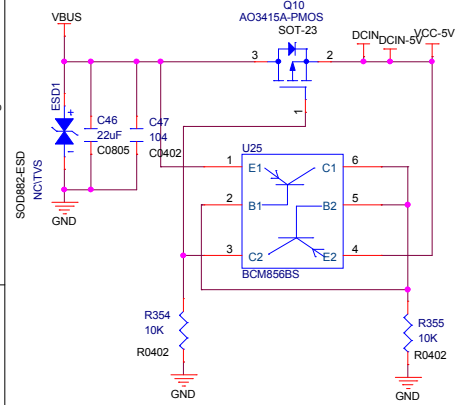 Q10
AO3415A-PMOS
SOT-23
VBUS
DCIN
DCIN-5V
VCC-5V
3
2
1
ESD1
+
-
SOD882-ESD
NC\TVS
C46
22uF
C0805
C47
104
C0402
GND
U25
1
E1
C1
6
2
B1
B2
5
3
C2
E2
4
BCM856BS
R354
10K
R0402
GND
R355
10K
R0402
GND